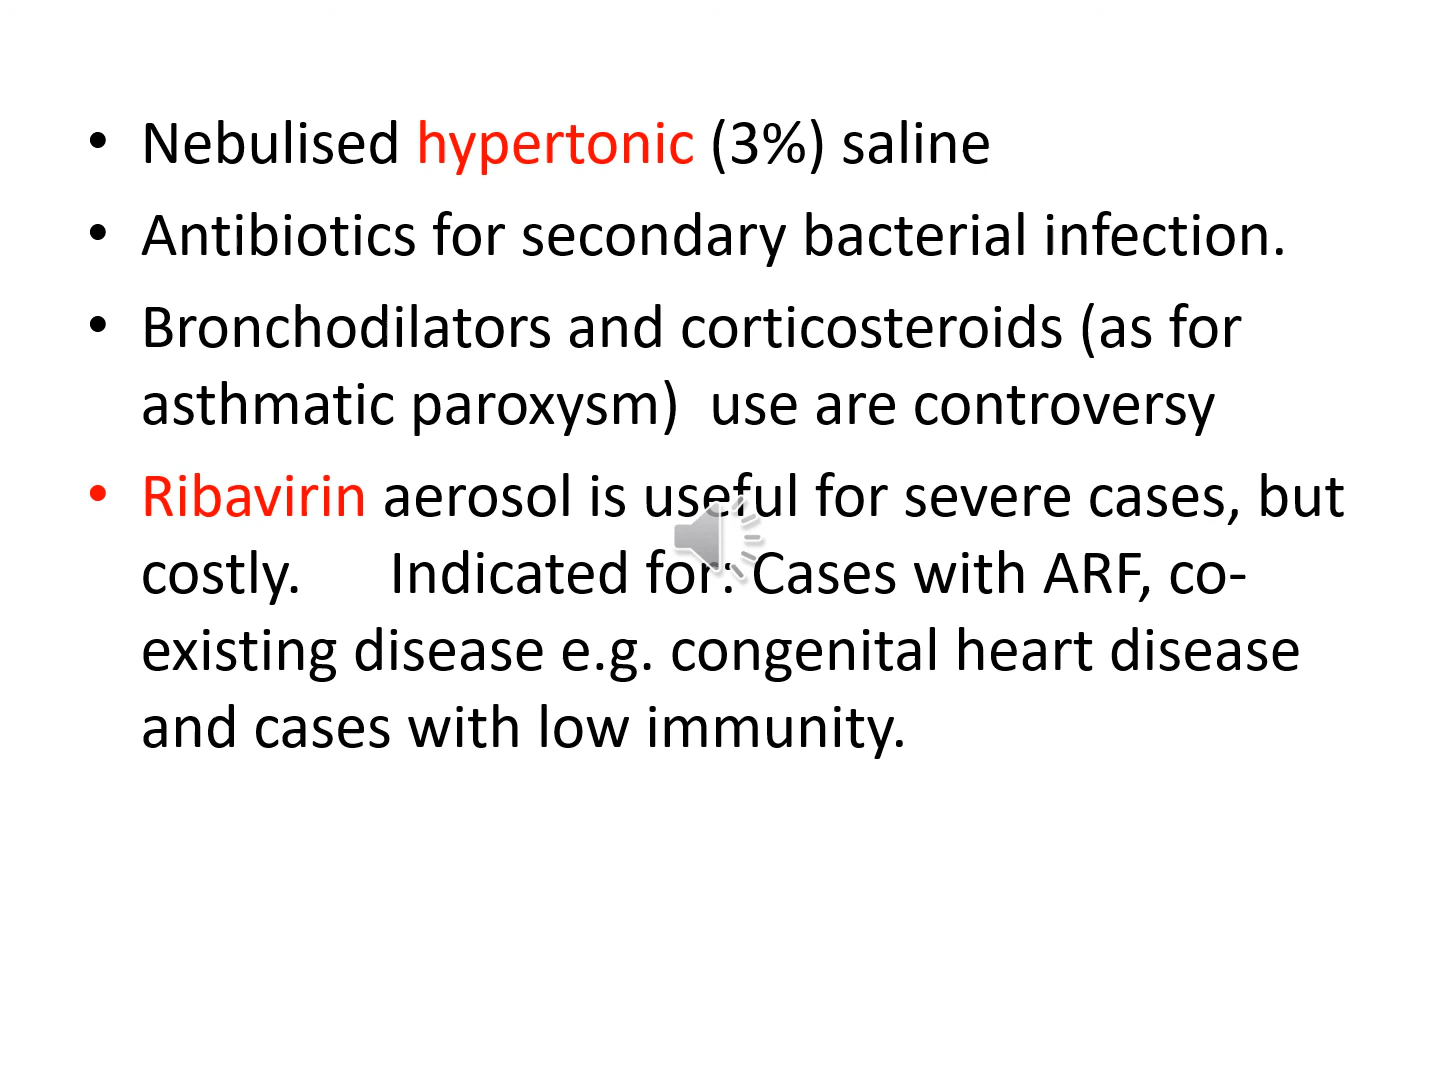 • Nebulised hypertonic (3%) saline
• Antibiotics for secondary bacterial infection.
• Bronchodilators and corticosteroids (as for
asthmatic paroxysm)  use are controversy
• Ribavirin aerosol is useful for severe cases, but
costly.      Indicated for: Cases with ARF, co-
existing disease e.g. congenital heart disease
and cases with low immunity.